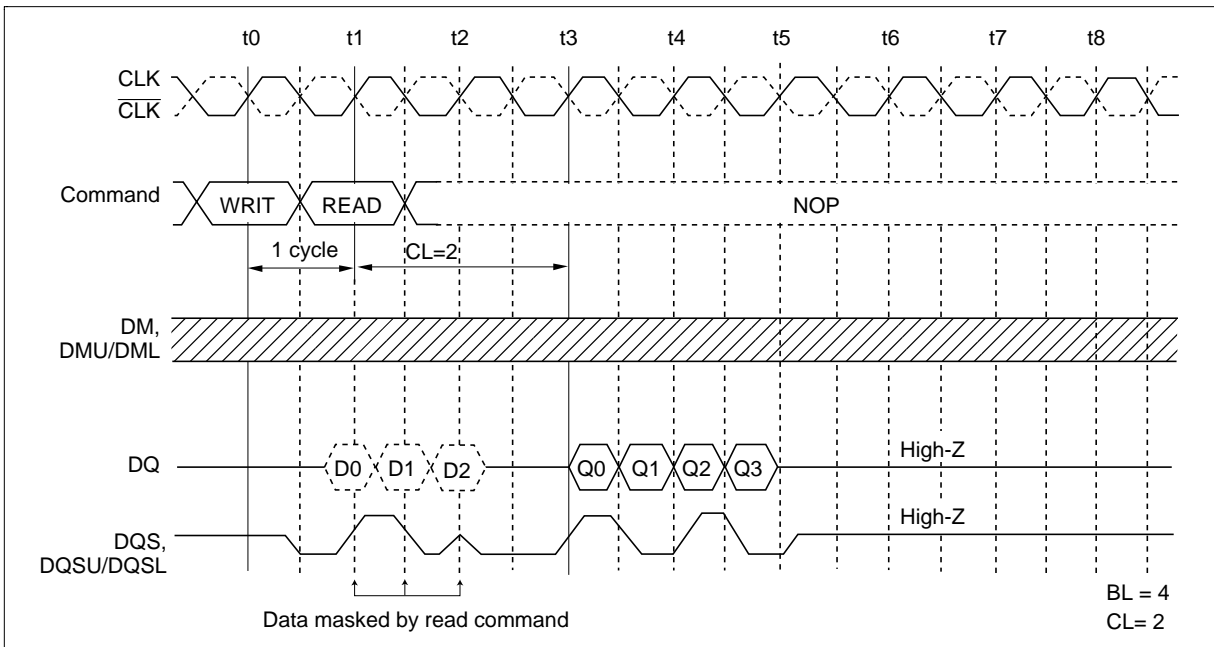 t0 t1 t2 t3 t4 t5 t6 t7 t8
CLK
CLK
Command
WRIT READ NOP
1 cycle CL=2
DM,
DMU/DML
DQ D0 D1 D2 Q0 Q1 Q2 Q3 High-Z
DQS,
DQSU/DQSL
High-Z
Data masked by read command
BL = 4
CL= 2